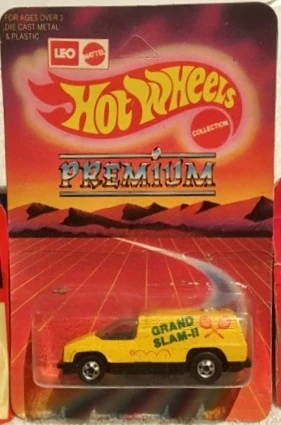 FOR AGES OVER 3
DIE CAST METAL
& PLASTIC
LEO
MATTEL
HOT WHEELS
COLLECTION
PREMIUM
GRAND
SLAM-II